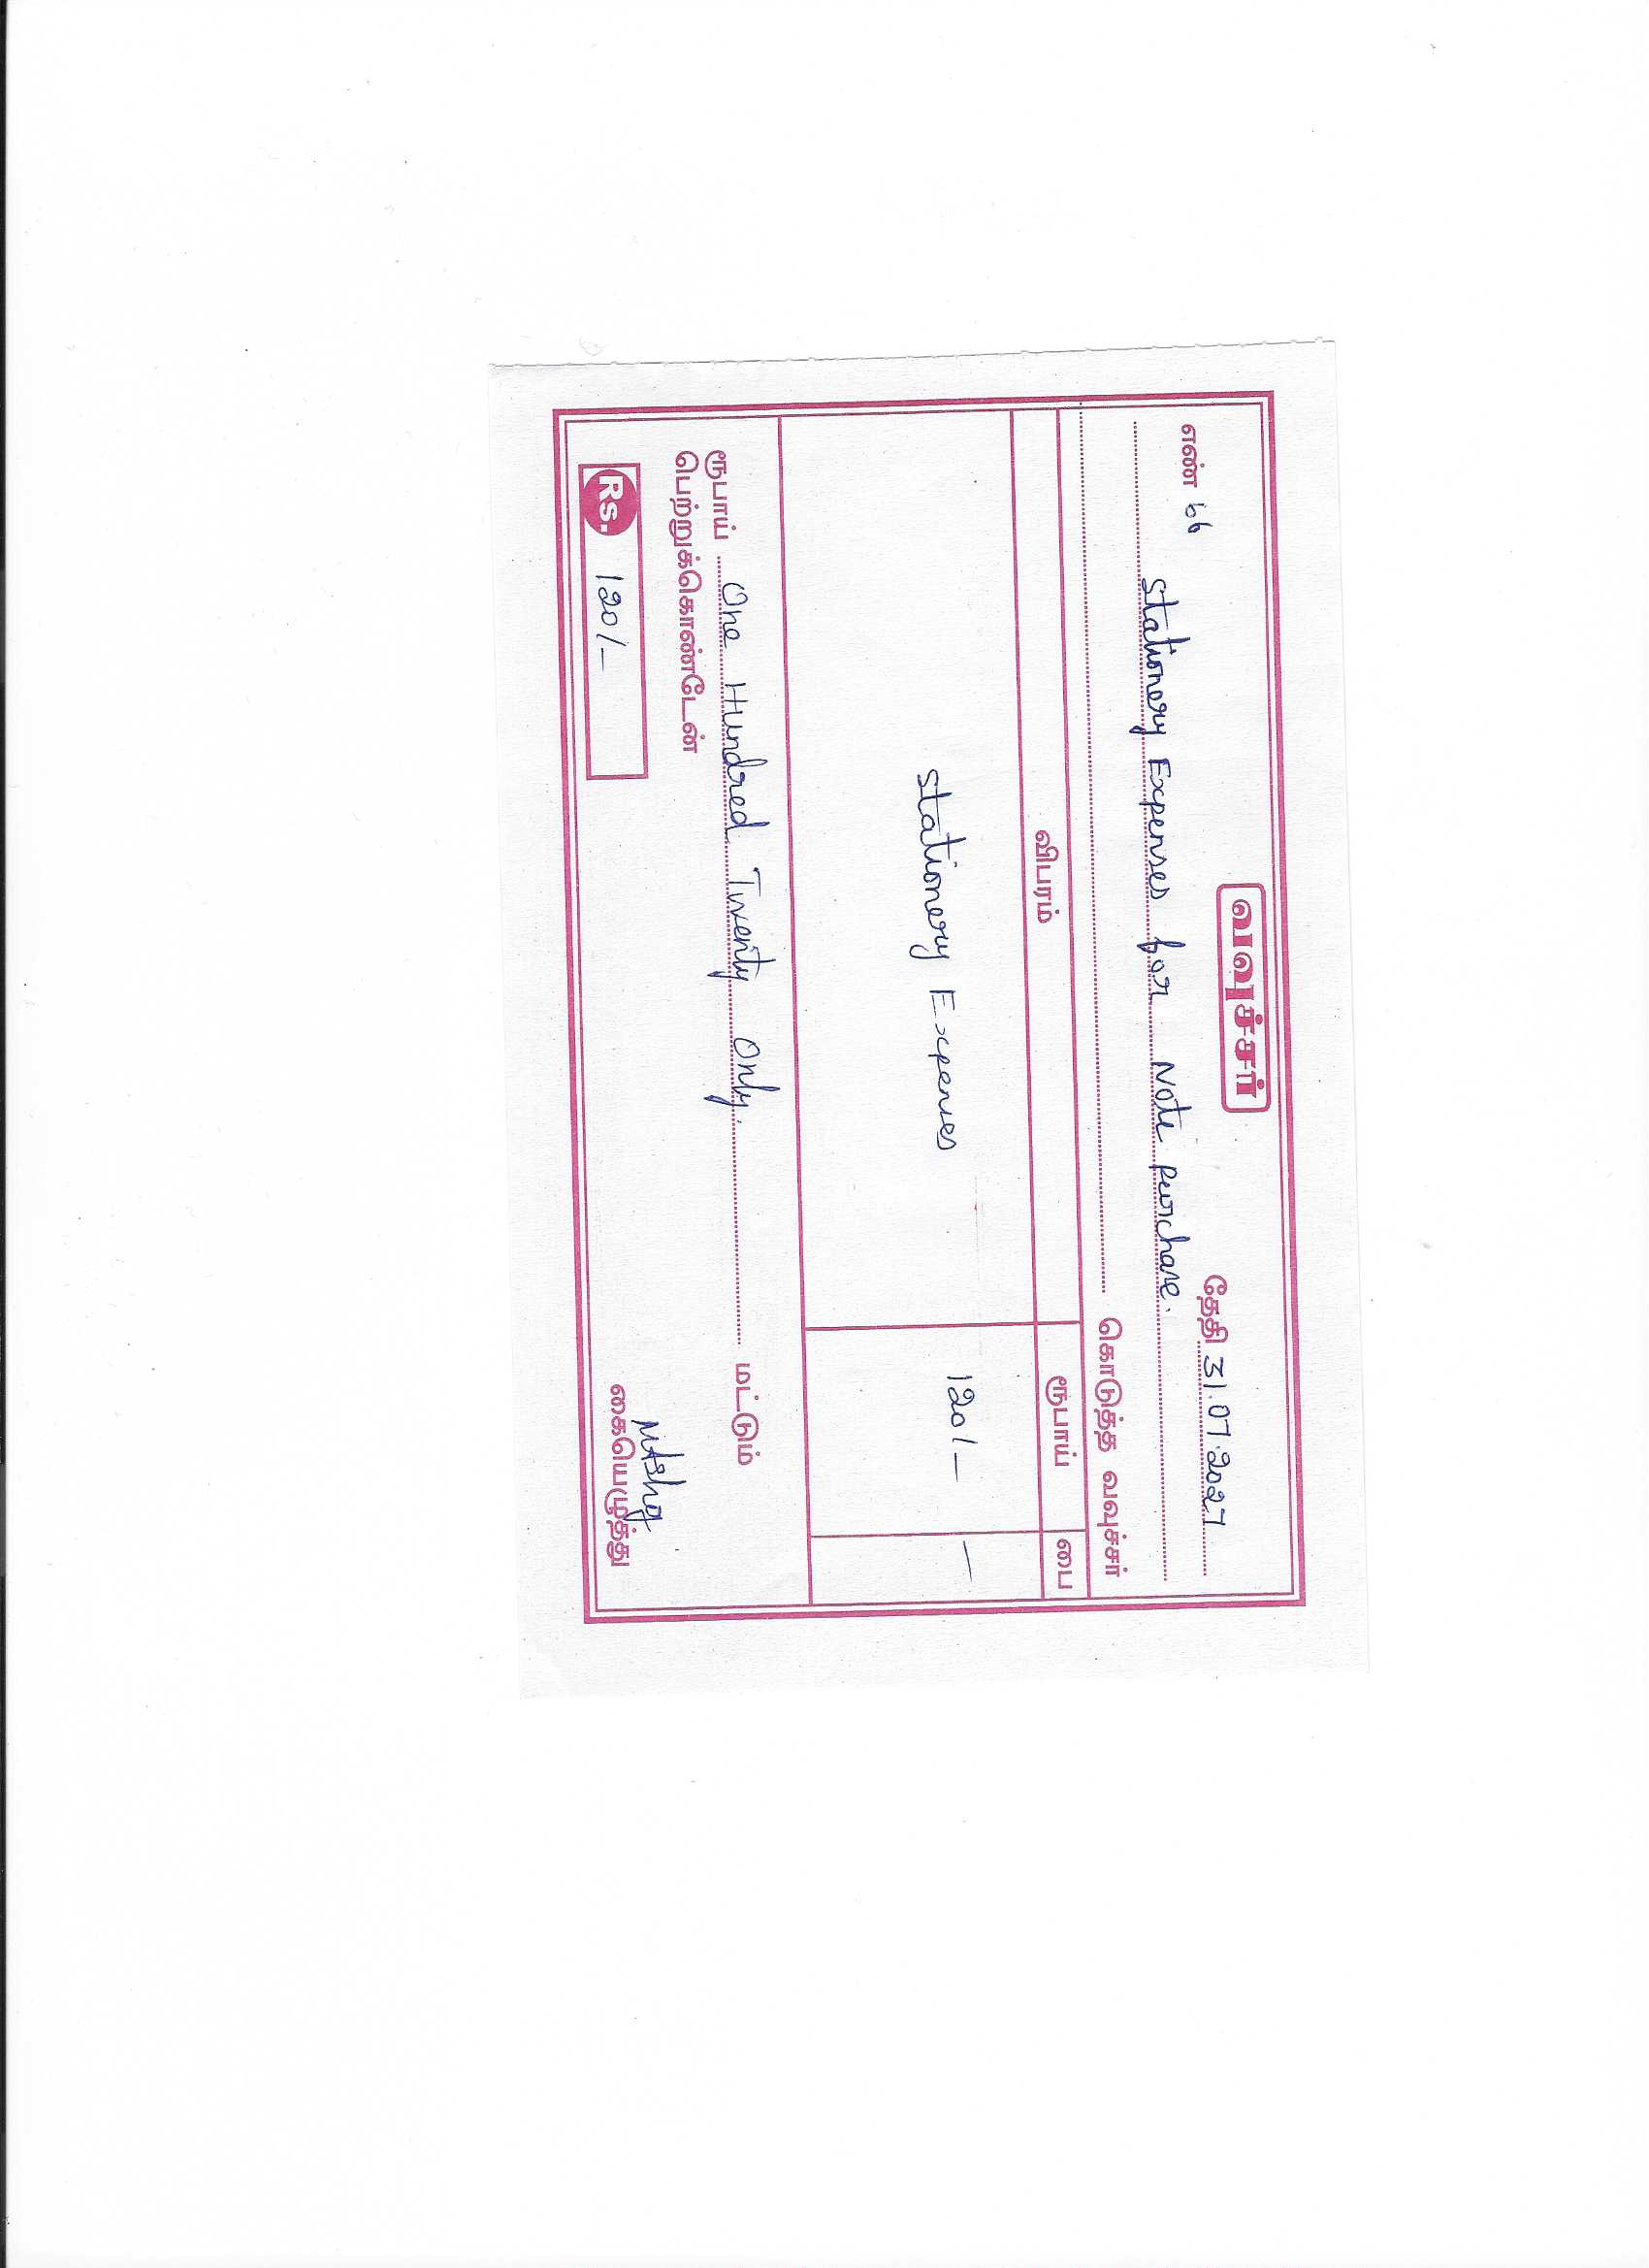 வவுச்சர்
எண் 66 தேதி 31.07.2027
Stationery Expenses for Note purchase.
கொடுத்த வவுச்சர்
விபரம் ரூபாய் பை
Stationery Expenses 120/- -
ரூபாய் One Hundred Twenty Only. மட்டும்
பெற்றுக்கொண்டேன்
Rs. 120/-
கையெழுத்து